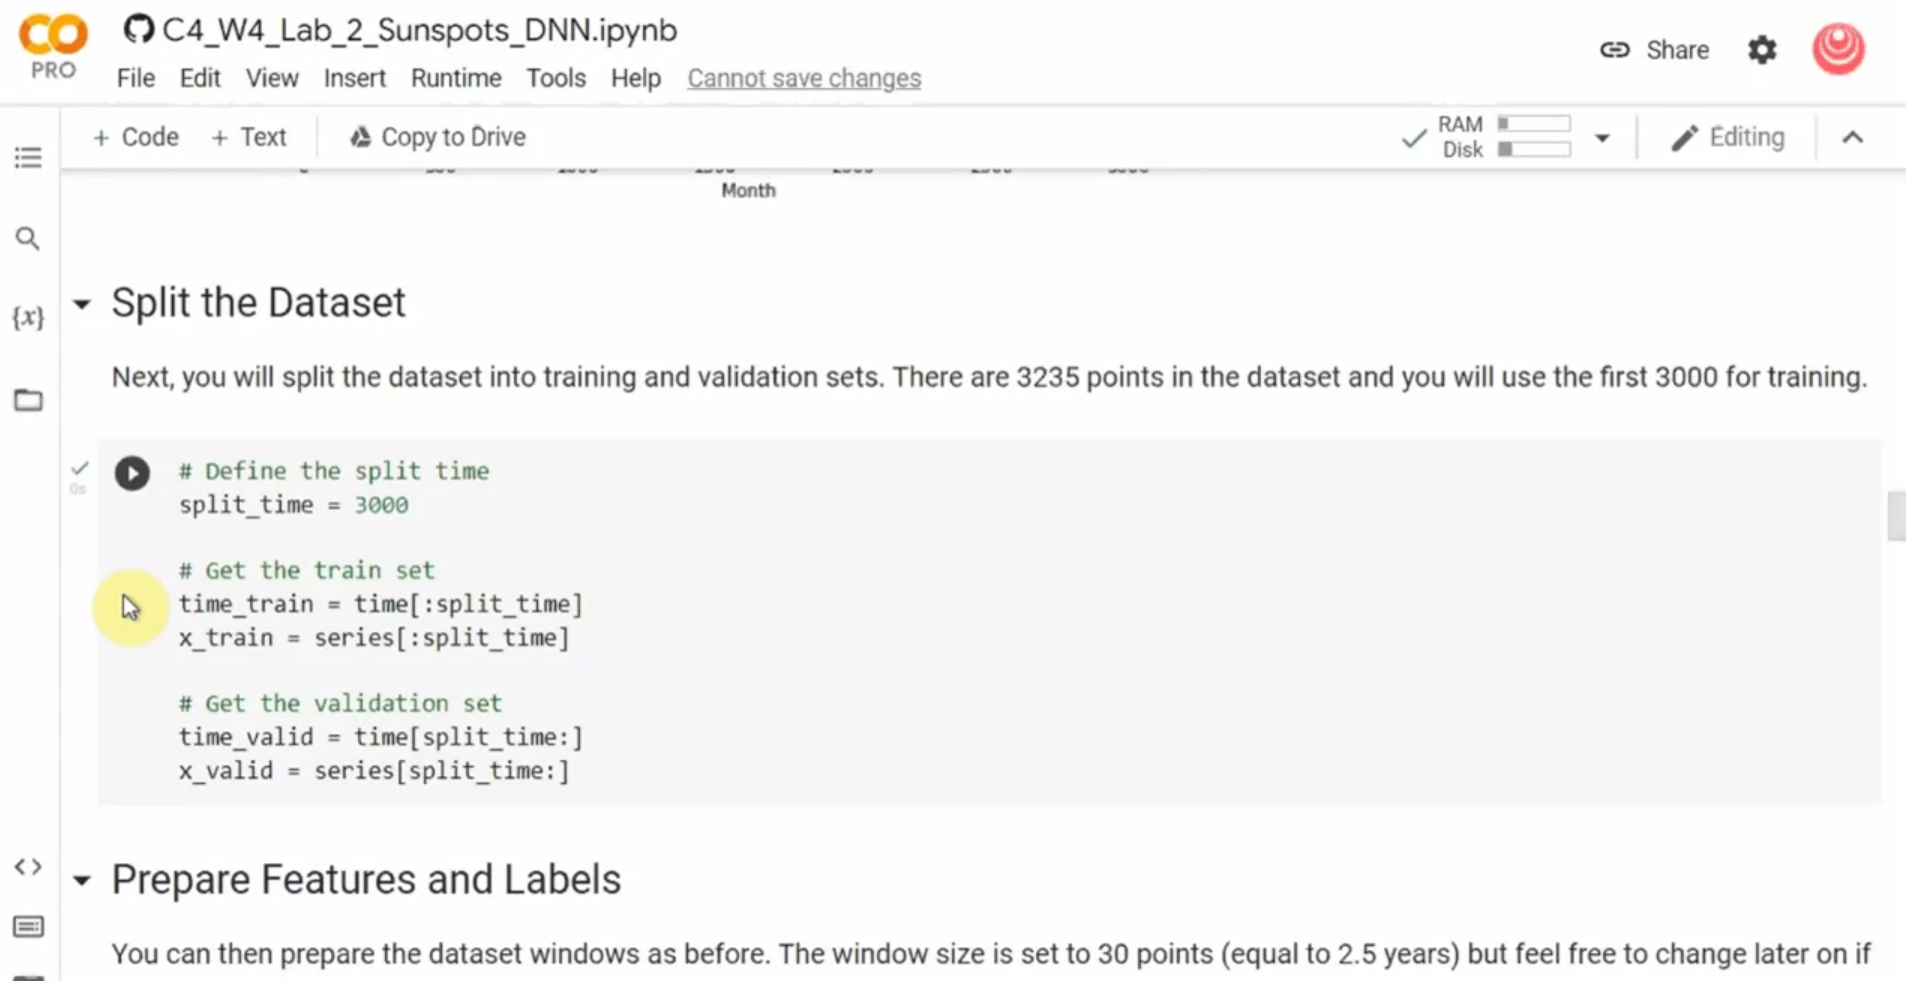 C4_W4_Lab_2_Sunspots_DNN.ipynb
PRO
File Edit View Insert Runtime Tools Help Cannot save changes
Share
+ Code + Text Copy to Drive
RAM
Disk
Editing
Month
{x}
Split the Dataset
Next, you will split the dataset into training and validation sets. There are 3235 points in the dataset and you will use the first 3000 for training.
0s
# Define the split time
split_time = 3000
# Get the train set
time_train = time[:split_time]
x_train = series[:split_time]
# Get the validation set
time_valid = time[split_time:]
x_valid = series[split_time:]
Prepare Features and Labels
You can then prepare the dataset windows as before. The window size is set to 30 points (equal to 2.5 years) but feel free to change later on if